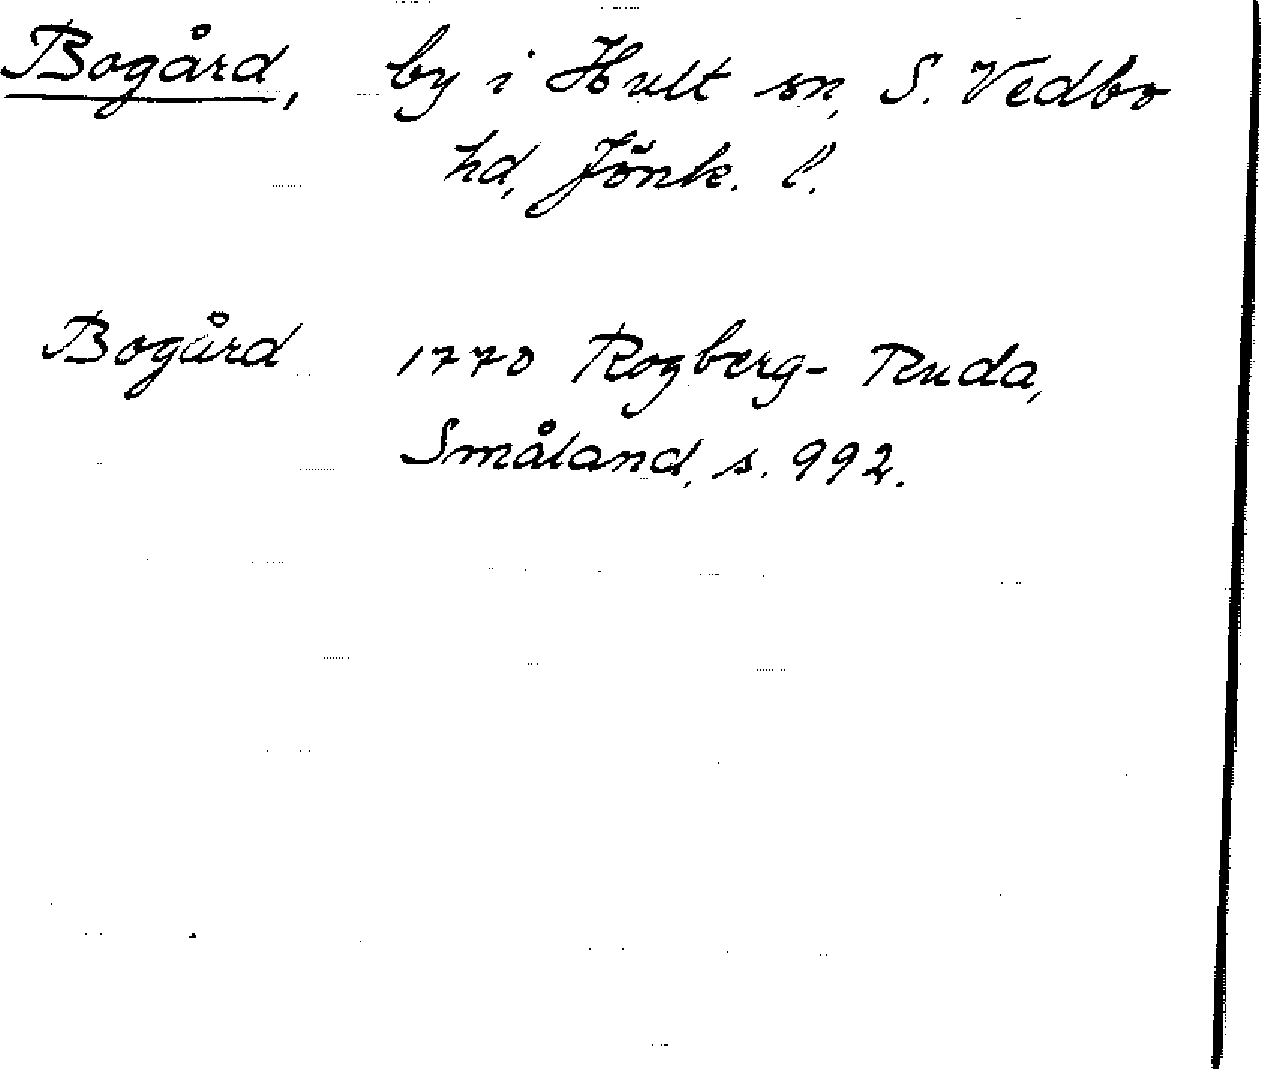 Bogård, by i Hult sn, S. Vedbo
hd, Jönk. l.
Bogård 1770 Rogberg-Ruda,
Småland, s. 992.